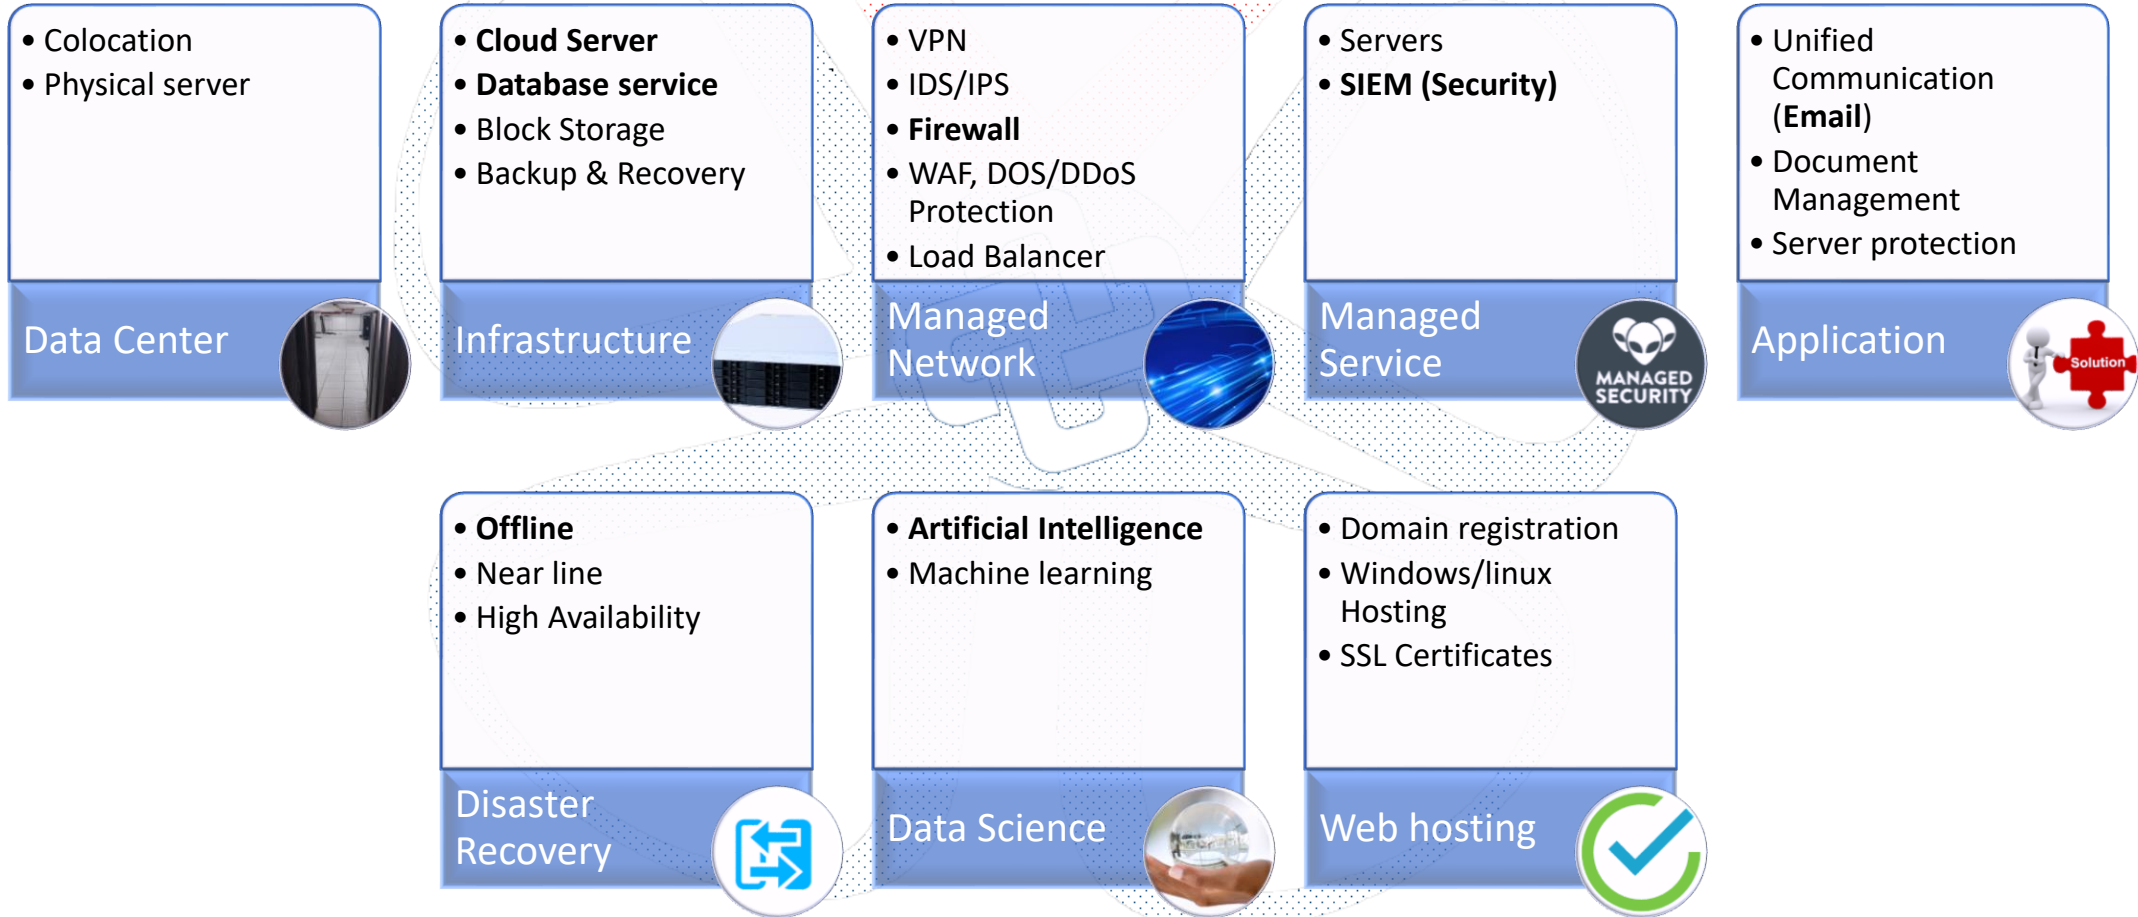 • Colocation
• Physical server
Data Center
• Cloud Server
• Database service
• Block Storage
• Backup & Recovery
Infrastructure
• VPN
• IDS/IPS
• Firewall
• WAF, DOS/DDoS
Protection
• Load Balancer
Managed
Network
• Servers
• SIEM (Security)
Managed
Service
MANAGED
SECURITY
• Unified
Communication
(Email)
• Document
Management
• Server protection
Application
Solution
• Offline
• Near line
• High Availability
Disaster
Recovery
• Artificial Intelligence
• Machine learning
Data Science
• Domain registration
• Windows/linux
Hosting
• SSL Certificates
Web hosting